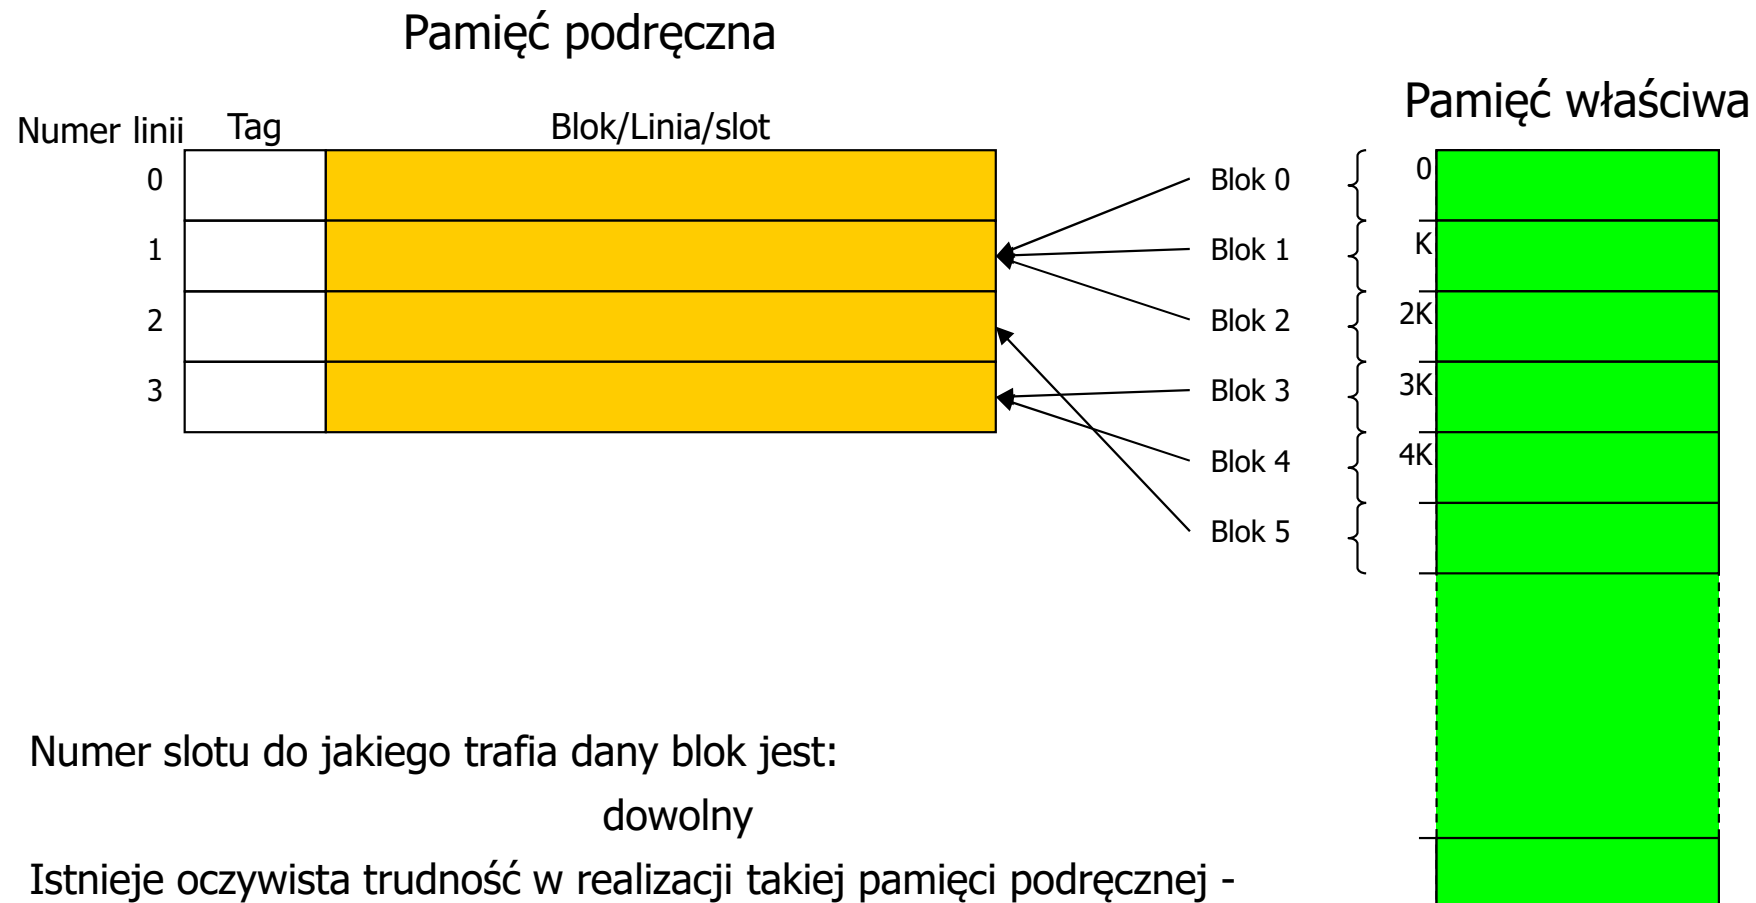 Pamięć podręczna
Pamięć właściwa
Numer linii Tag Blok/Linia/slot
0 Blok 0 0
1 Blok 1 K
2 Blok 2 2K
3 Blok 3 3K
Blok 4 4K
Blok 5
Numer slotu do jakiego trafia dany blok jest:
dowolny
Istnieje oczywista trudność w realizacji takiej pamięci podręcznej -